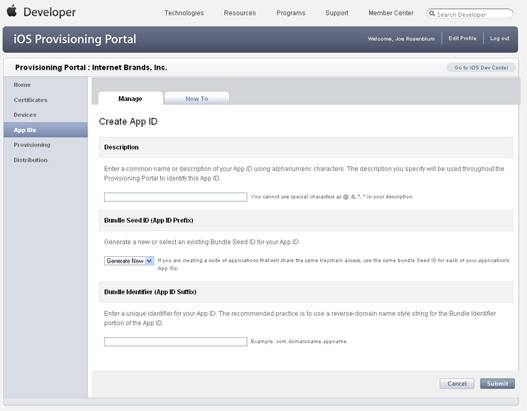 Developer
Technologies Resources Programs Support Member Center Search Developer
iOS Provisioning Portal
Welcome, Joe Rosenblum Edit Profile Log out
Provisioning Portal : Internet Brands, Inc.
Go to iOS Dev Center
Home
Certificates
Devices
App IDs
Provisioning
Distribution
Manage How To
Create App ID
Description
Enter a common name or description of your App ID using alphanumeric characters. The description you specify will be used throughout the
Provisioning Portal to identify this App ID.
You cannot use special characters as @, &, *, " in your description.
Bundle Seed ID (App ID Prefix)
Generate a new or select an existing Bundle Seed ID for your App ID.
Generate New
If you are creating a suite of applications that will share the same Keychain access, use the same bundle Seed ID for each of your application's
App IDs.
Bundle Identifier (App ID Suffix)
Enter a unique identifier for your App ID. The recommended practice is to use a reverse-domain name style string for the Bundle Identifier
portion of the App ID.
Example: com.domainname.appname
Cancel Submit